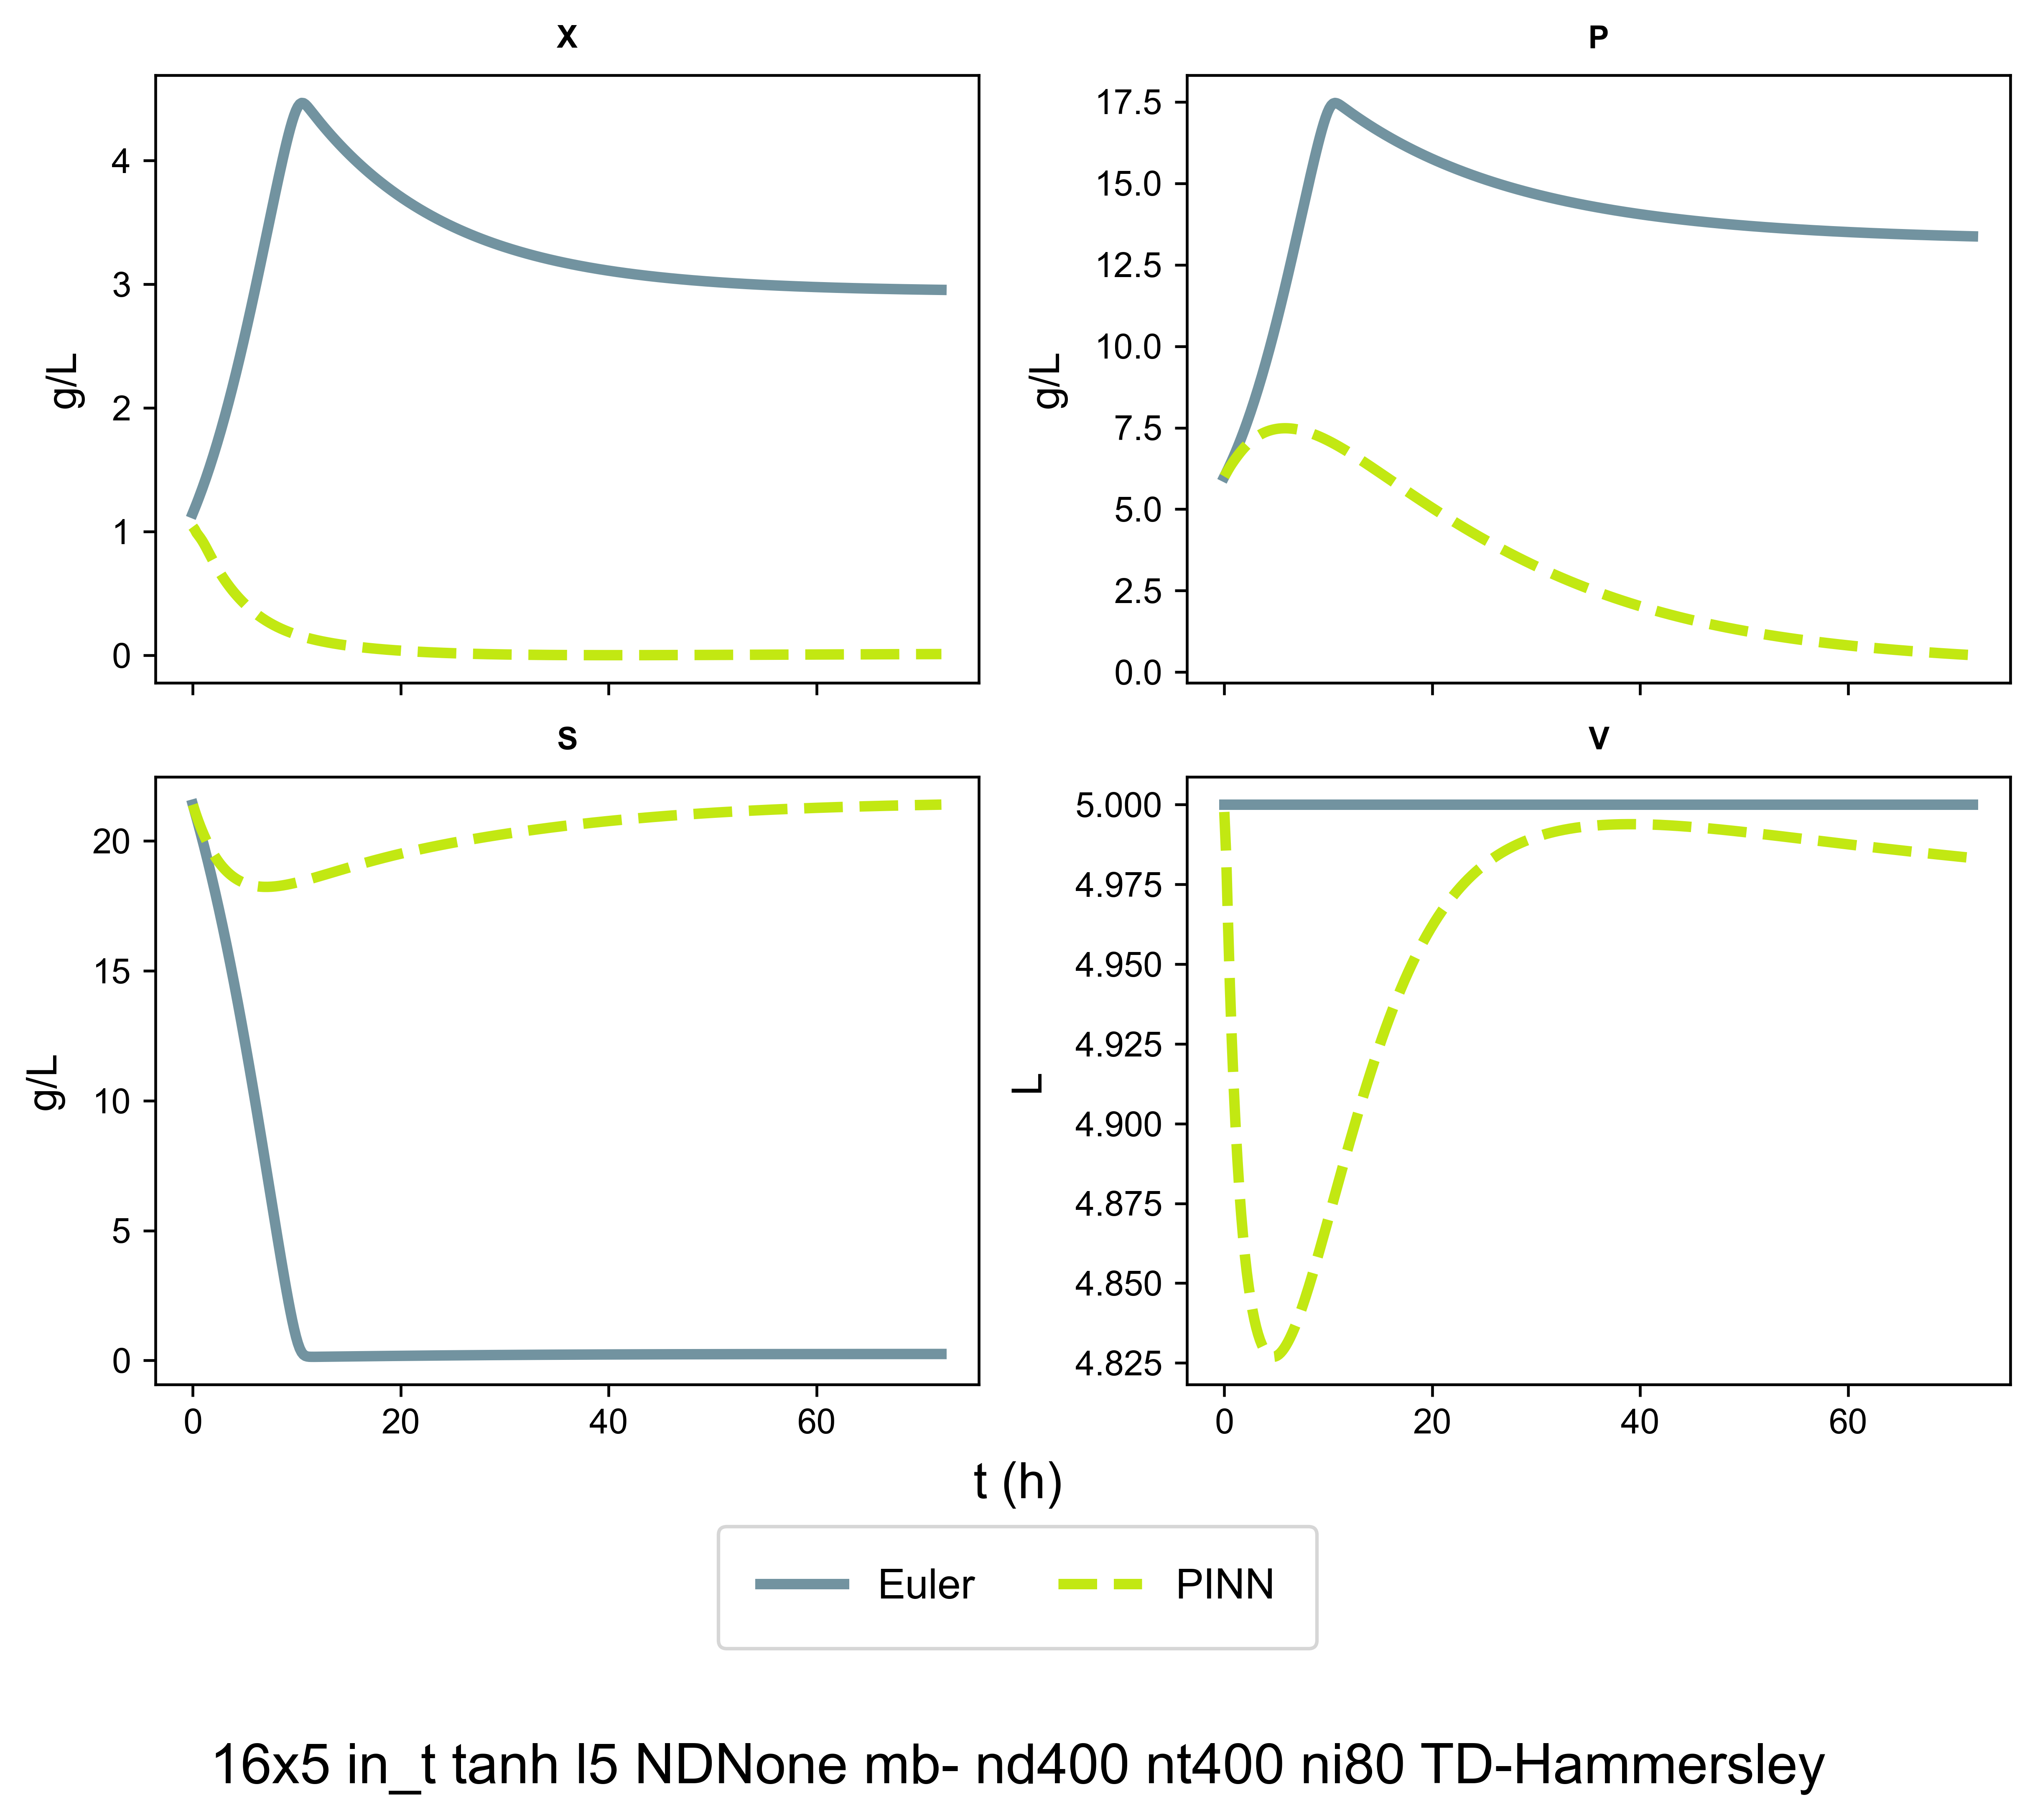 X
P
4
3
2
1
0
g/L
17.5
15.0
12.5
10.0
7.5
5.0
2.5
0.0
g/L
S
V
20
15
10
5
0
g/L
0
20
40
60
5.000
4.975
4.950
4.925
4.900
4.875
4.850
4.825
L
0
20
40
60
t (h)
Euler
PINN
16x5 in_t tanh l5 NDNone mb- nd400 nt400 ni80 TD-Hammersley